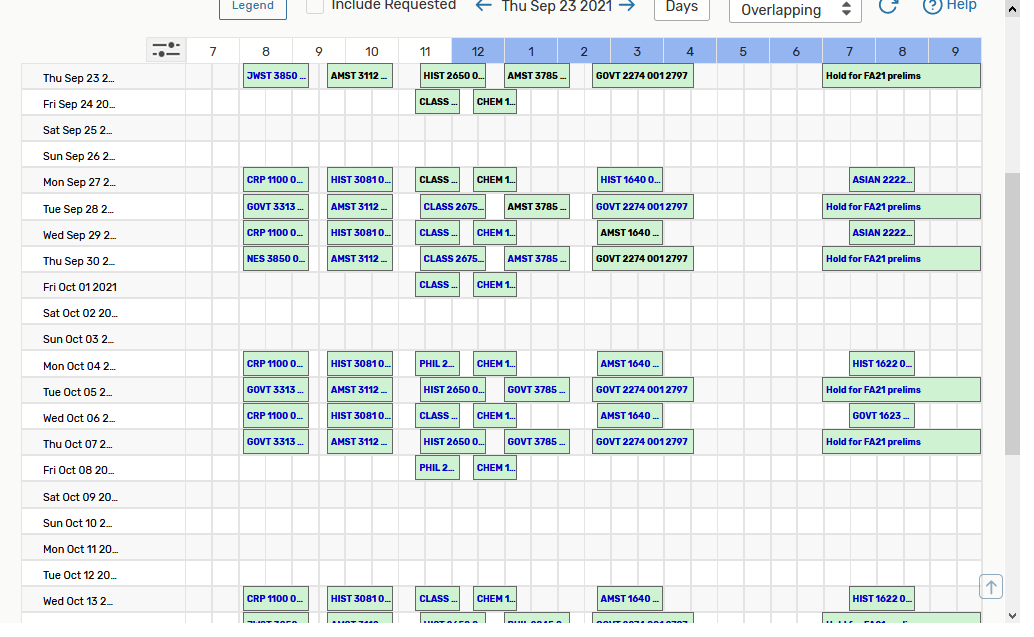 Legend Include Requested Thu Sep 23 2021 Days Overlapping Help
7 8 9 10 11 12 1 2 3 4 5 6 7 8 9
Thu Sep 23 2... JWST 3850 ... AMST 3112 ... HIST 2650 0... AMST 3785 ... GOVT 2274 001 2797 Hold for FA21 prelims
Fri Sep 24 20... CLASS ... CHEM 1...
Sat Sep 25 2...
Sun Sep 26 2...
Mon Sep 27 2... CRP 1100 0... HIST 3081 0... CLASS ... CHEM 1... HIST 1640 0... ASIAN 2222...
Tue Sep 28 2... GOVT 3313 ... AMST 3112 ... CLASS 2675... AMST 3785 ... GOVT 2274 001 2797 Hold for FA21 prelims
Wed Sep 29 2... CRP 1100 0... HIST 3081 0... CLASS ... CHEM 1... AMST 1640 ... ASIAN 2222...
Thu Sep 30 2... NES 3850 0... AMST 3112 ... CLASS 2675... AMST 3785 ... GOVT 2274 001 2797 Hold for FA21 prelims
Fri Oct 01 2021 CLASS ... CHEM 1...
Sat Oct 02 20...
Sun Oct 03 2...
Mon Oct 04 2... CRP 1100 0... HIST 3081 0... PHIL 2... CHEM 1... AMST 1640 ... HIST 1622 0...
Tue Oct 05 2... GOVT 3313 ... AMST 3112 ... HIST 2650 0... GOVT 3785 ... GOVT 2274 001 2797 Hold for FA21 prelims
Wed Oct 06 2... CRP 1100 0... HIST 3081 0... CLASS ... CHEM 1... AMST 1640 ... GOVT 1623 ...
Thu Oct 07 2... GOVT 3313 ... AMST 3112 ... HIST 2650 0... GOVT 3785 ... GOVT 2274 001 2797 Hold for FA21 prelims
Fri Oct 08 20... PHIL 2... CHEM 1...
Sat Oct 09 20...
Sun Oct 10 2...
Mon Oct 11 20...
Tue Oct 12 20...
Wed Oct 13 2... CRP 1100 0... HIST 3081 0... CLASS ... CHEM 1... AMST 1640 ... HIST 1622 0...